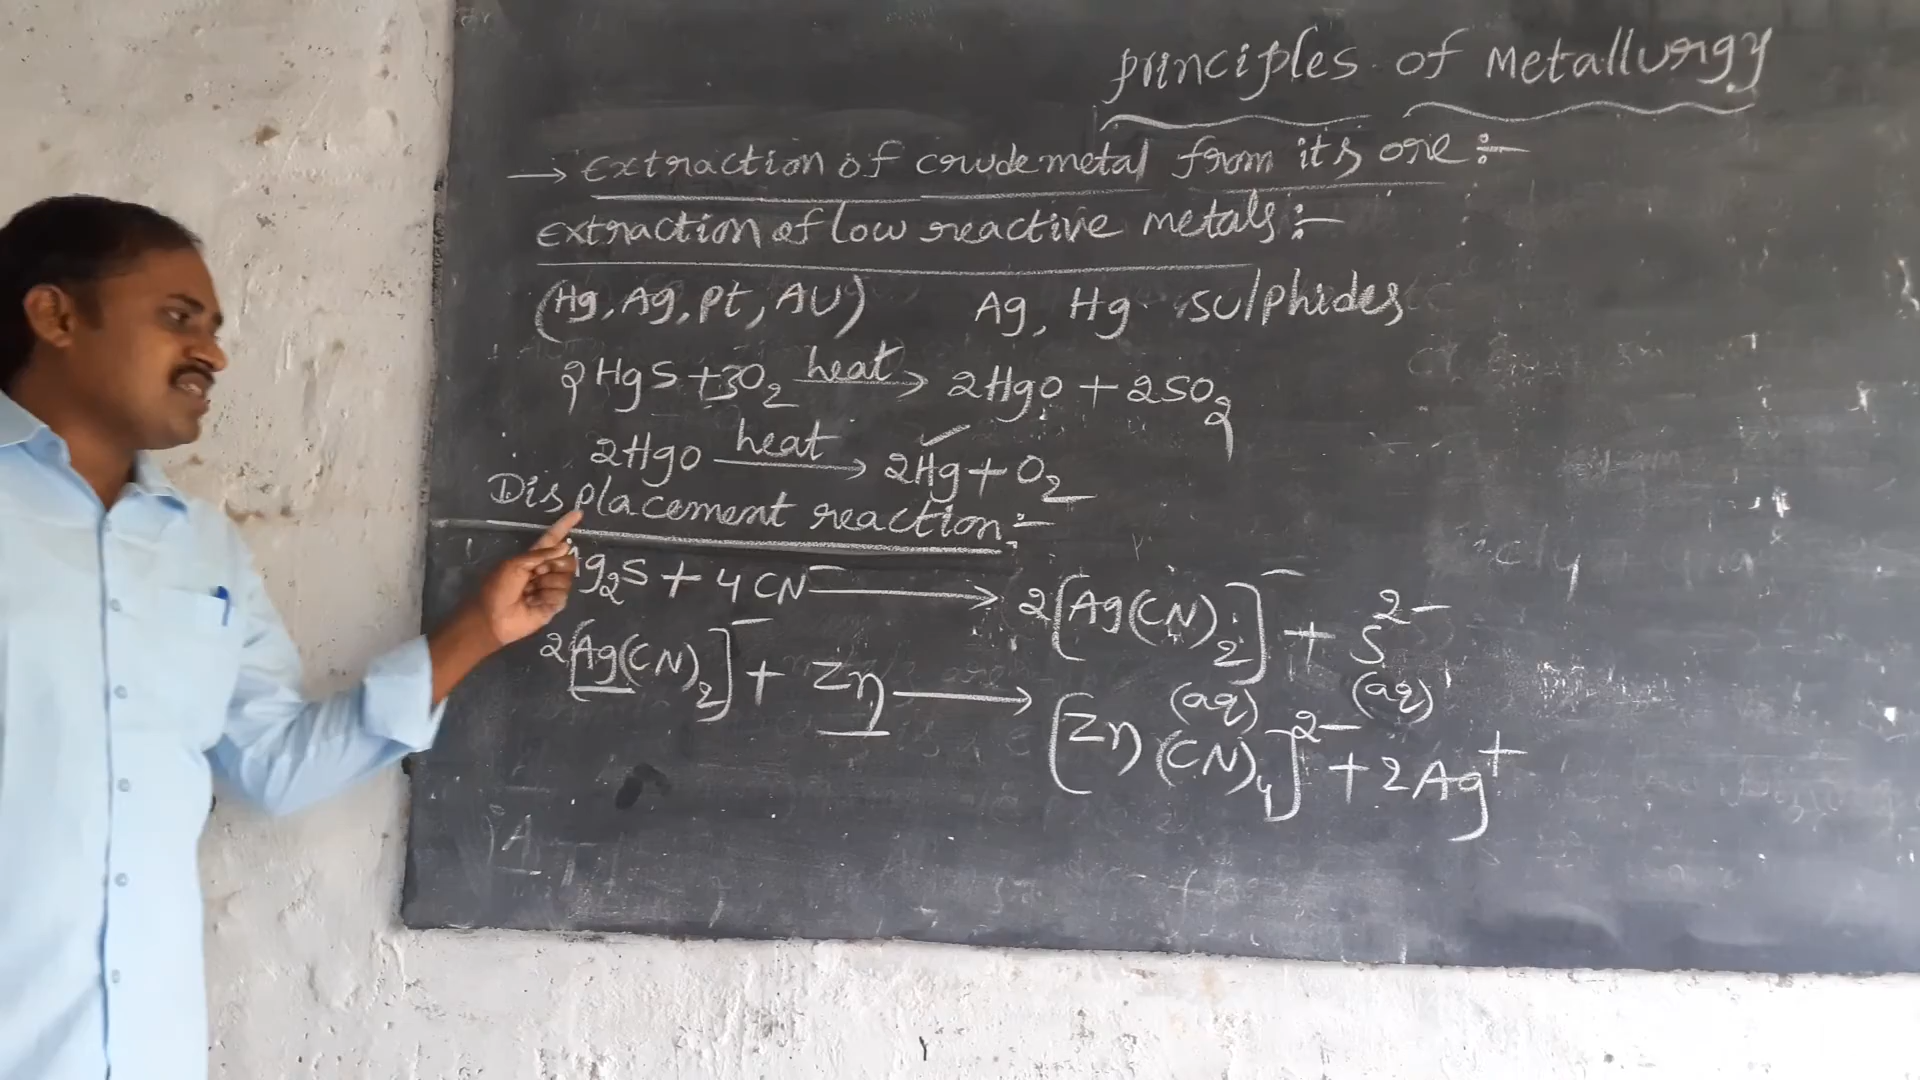 principles of Metallurgy
→ extraction of crude metal from its ore :-
extraction of low reactive metals :-
(Hg, Ag, Pt, AU) Ag, Hg sulphides
2HgS + 3O₂ heat → 2HgO + 2SO₂
2HgO heat → 2Hg + O₂
Displacement reaction :-
Ag₂S + 4CN⁻ → 2[Ag(CN)₂]⁻ + S²⁻
(aq) (aq)
2[Ag(CN)₂]⁻ + Zn → [Zn(CN)₄]²⁻ + 2Ag⁺